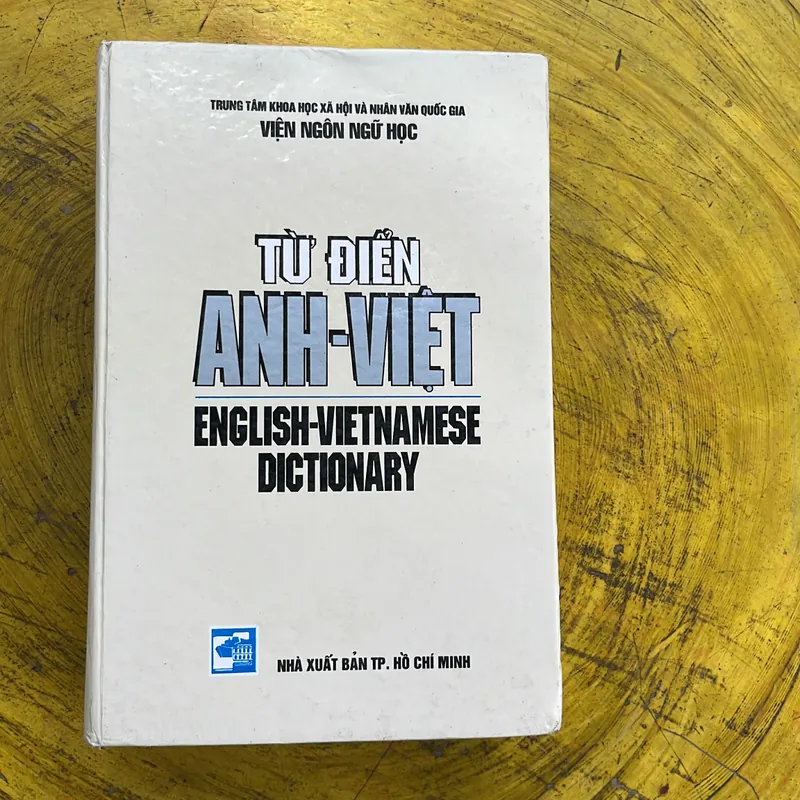 TRUNG TÂM KHOA HỌC XÃ HỘI VÀ NHÂN VĂN QUỐC GIA
VIỆN NGÔN NGỮ HỌC
TỪ ĐIỂN
ANH-VIỆT
ENGLISH-VIETNAMESE
DICTIONARY
NHÀ XUẤT BẢN TP. HỒ CHÍ MINH